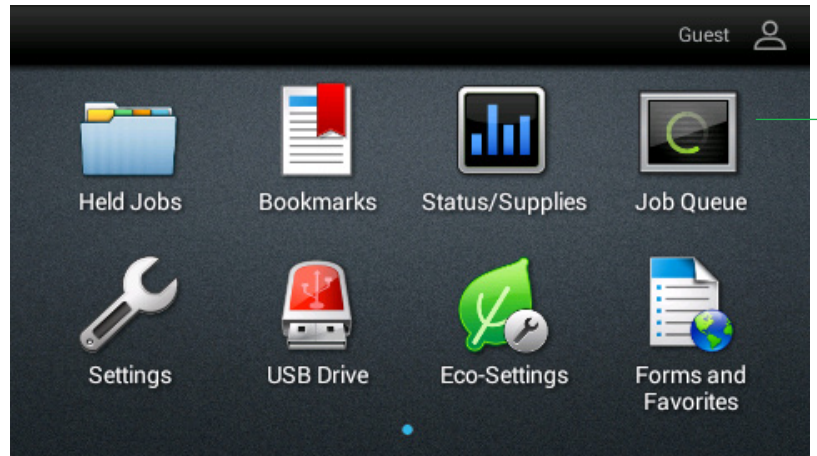 Guest
Held Jobs
Bookmarks
Status/Supplies
Job Queue
Settings
USB Drive
Eco-Settings
Forms and
Favorites